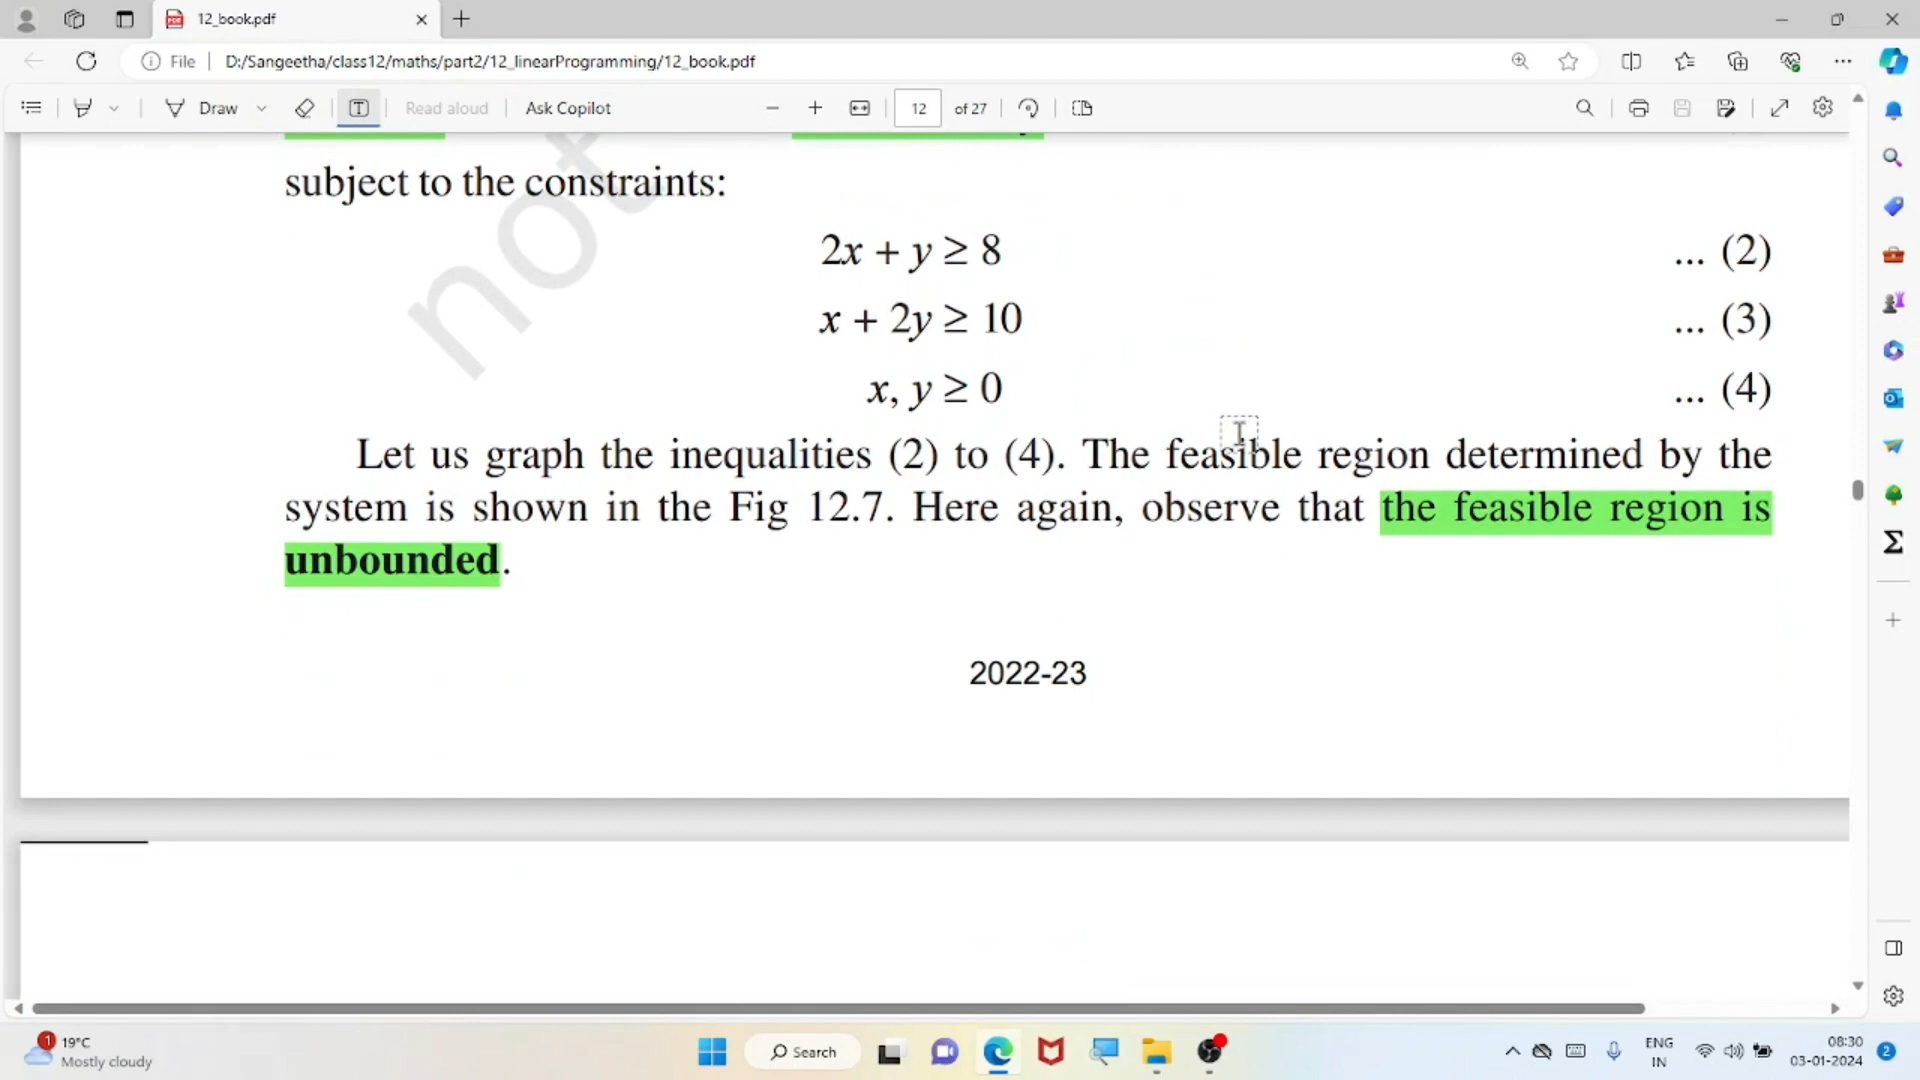 12_book.pdf
File D:/Sangeetha/class12/maths/part2/12_linearProgramming/12_book.pdf
Draw Read aloud Ask Copilot 12 of 27
not
subject to the constraints:
2x + y ≥ 8 ... (2)
x + 2y ≥ 10 ... (3)
x, y ≥ 0 ... (4)
Let us graph the inequalities (2) to (4). The feasible region determined by the
system is shown in the Fig 12.7. Here again, observe that the feasible region is
unbounded.
2022-23
1 19°C
Mostly cloudy
Search
ENG
IN
08:30
03-01-2024
2